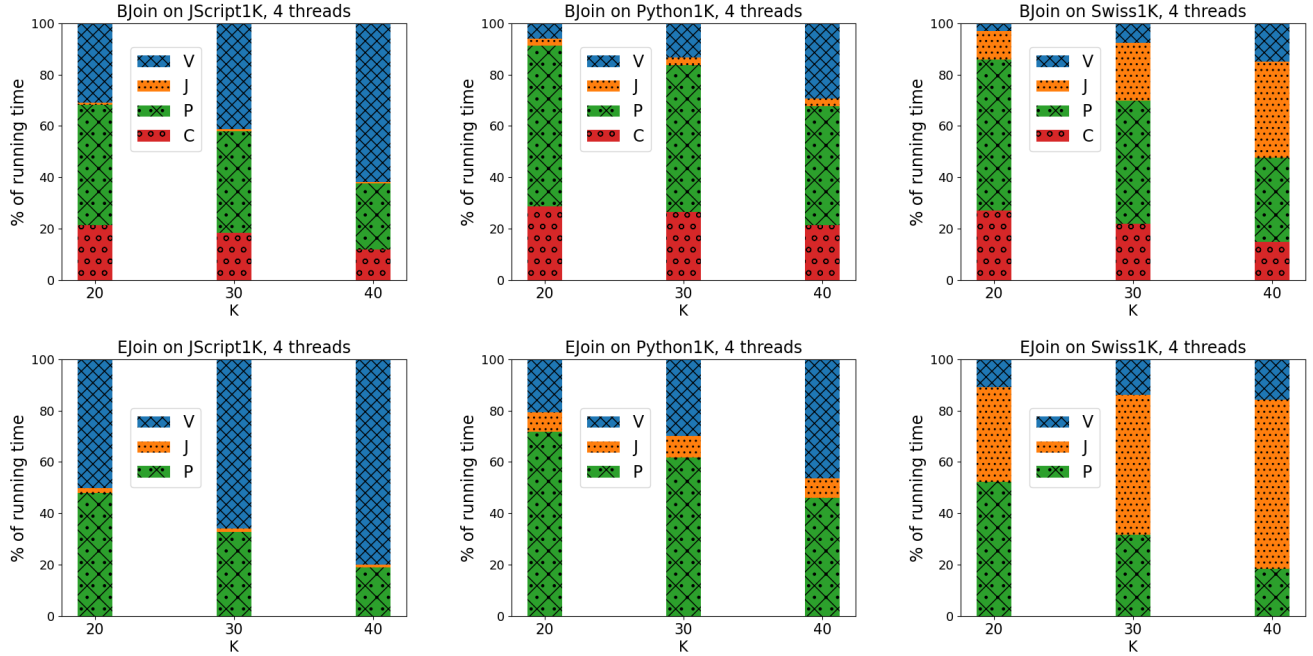 BJoin on JScript1K, 4 threads
% of running time
100
80
60
40
20
0
V
J
P
C
20 30 40
K
BJoin on Python1K, 4 threads
% of running time
100
80
60
40
20
0
V
J
P
C
20 30 40
K
BJoin on Swiss1K, 4 threads
% of running time
100
80
60
40
20
0
V
J
P
C
20 30 40
K
EJoin on JScript1K, 4 threads
% of running time
100
80
60
40
20
0
V
J
P
20 30 40
K
EJoin on Python1K, 4 threads
% of running time
100
80
60
40
20
0
V
J
P
20 30 40
K
EJoin on Swiss1K, 4 threads
% of running time
100
80
60
40
20
0
V
J
P
20 30 40
K